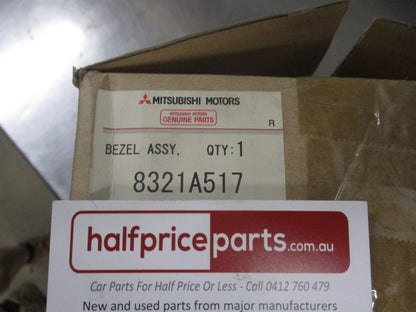 MITSUBISHI MOTORS
MITSUBISHI MOTORS
GENUINE PARTS
R
BEZEL ASSY. QTY:1
8321A517
halfpriceparts.com.au
Car Parts For Half Price Or Less - Call 0412 760 479
New and used parts from major manufacturers